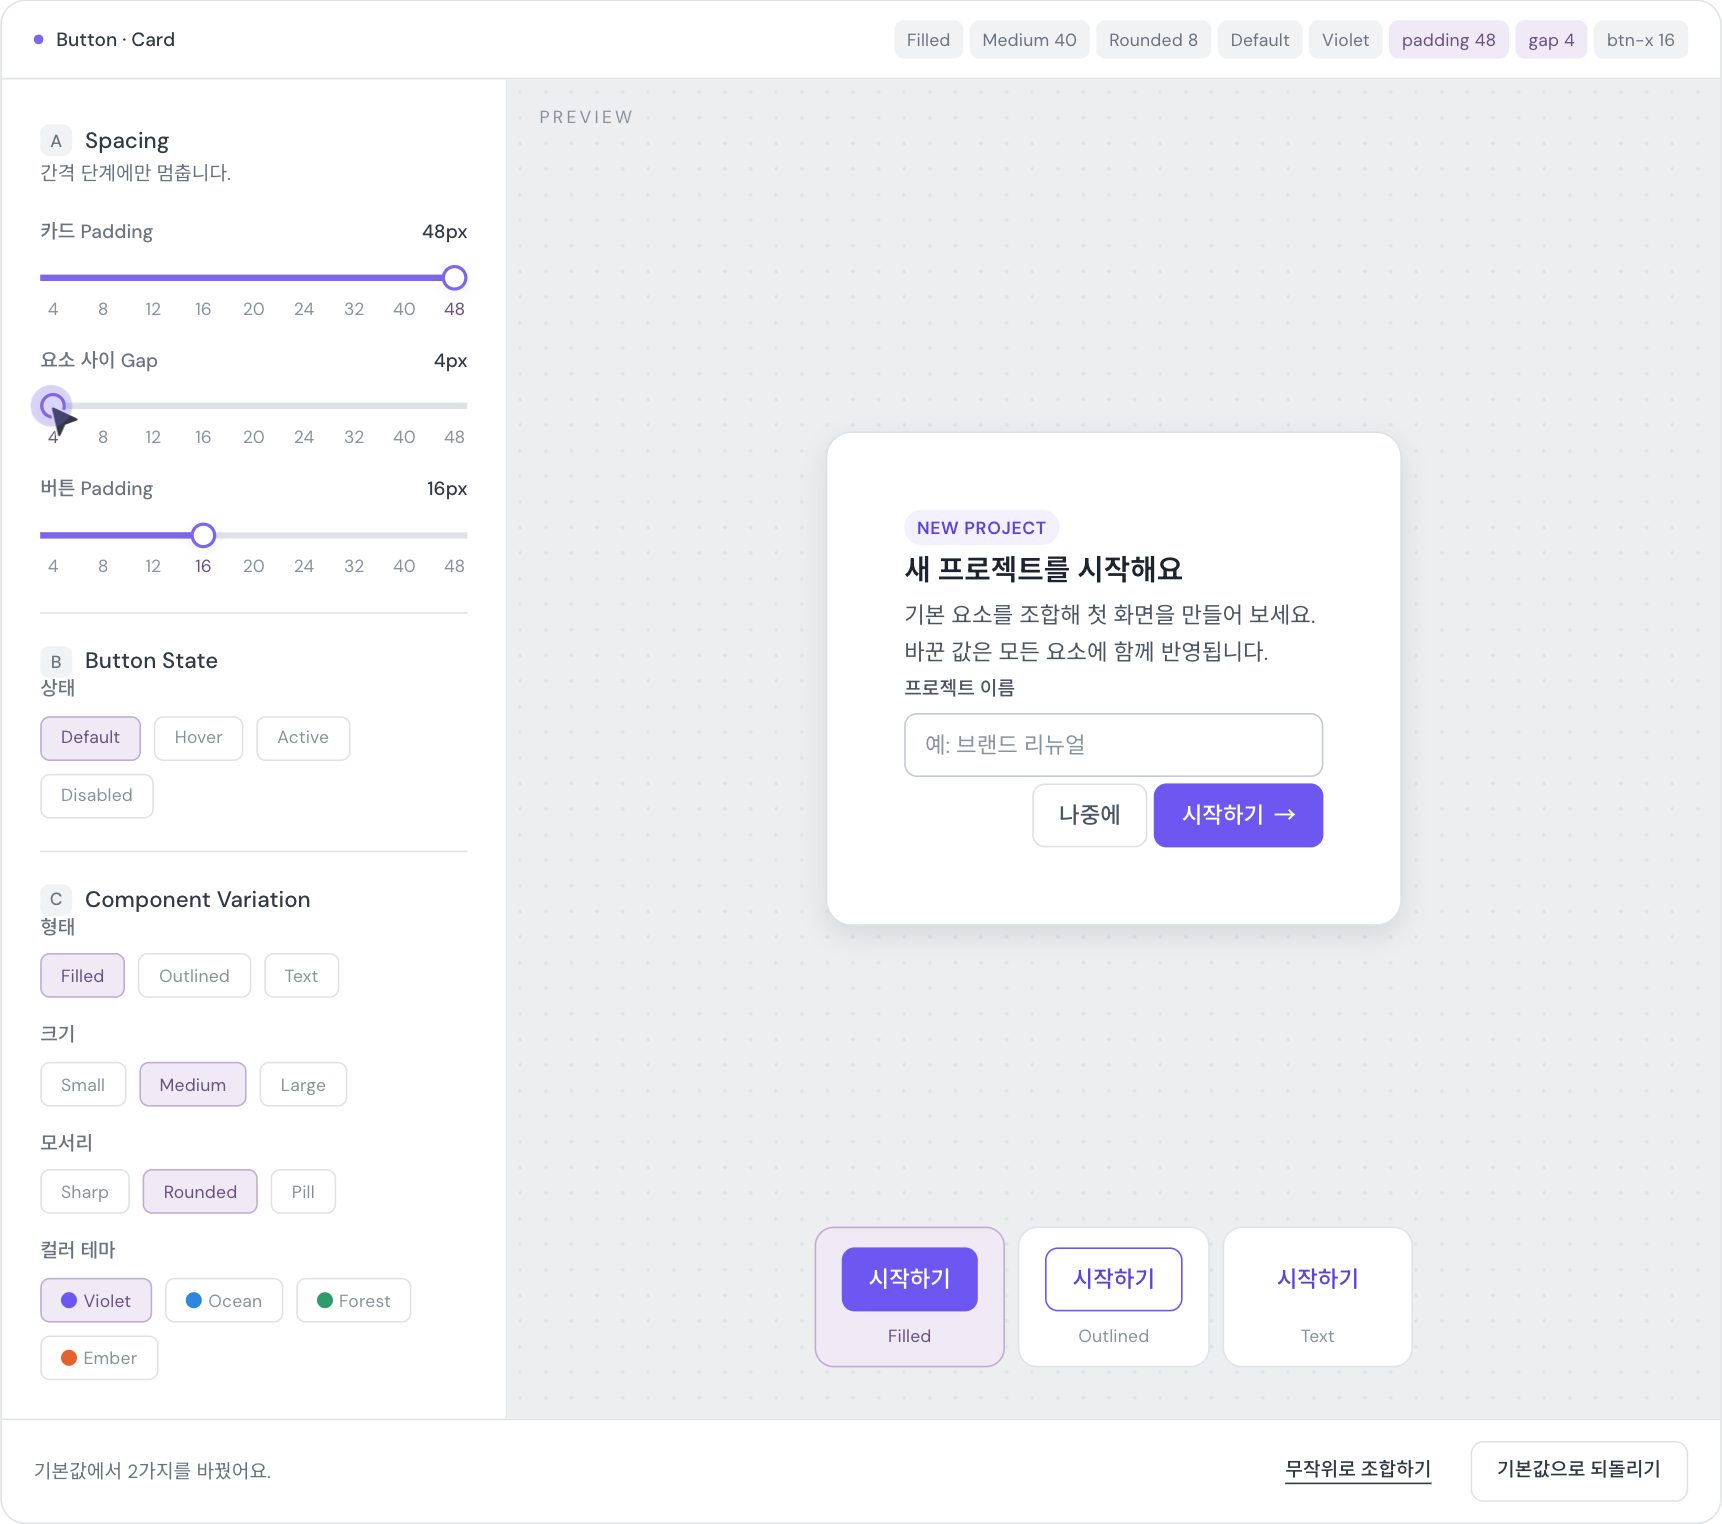 Button · Card
Filled
Medium 40
Rounded 8
Default
Violet
padding 48
gap 4
btn-x 16
A Spacing
간격 단계에만 멈춥니다.
카드 Padding 48px
4 8 12 16 20 24 32 40 48
요소 사이 Gap 4px
4 8 12 16 20 24 32 40 48
버튼 Padding 16px
4 8 12 16 20 24 32 40 48
B Button State
상태
Default Hover Active
Disabled
C Component Variation
형태
Filled Outlined Text
크기
Small Medium Large
모서리
Sharp Rounded Pill
컬러 테마
Violet Ocean Forest
Ember
PREVIEW
NEW PROJECT
새 프로젝트를 시작해요
기본 요소를 조합해 첫 화면을 만들어 보세요.
바꾼 값은 모든 요소에 함께 반영됩니다.
프로젝트 이름
예: 브랜드 리뉴얼
나중에 시작하기 →
시작하기 시작하기 시작하기
Filled Outlined Text
기본값에서 2가지를 바꿨어요.
무작위로 조합하기
기본값으로 되돌리기